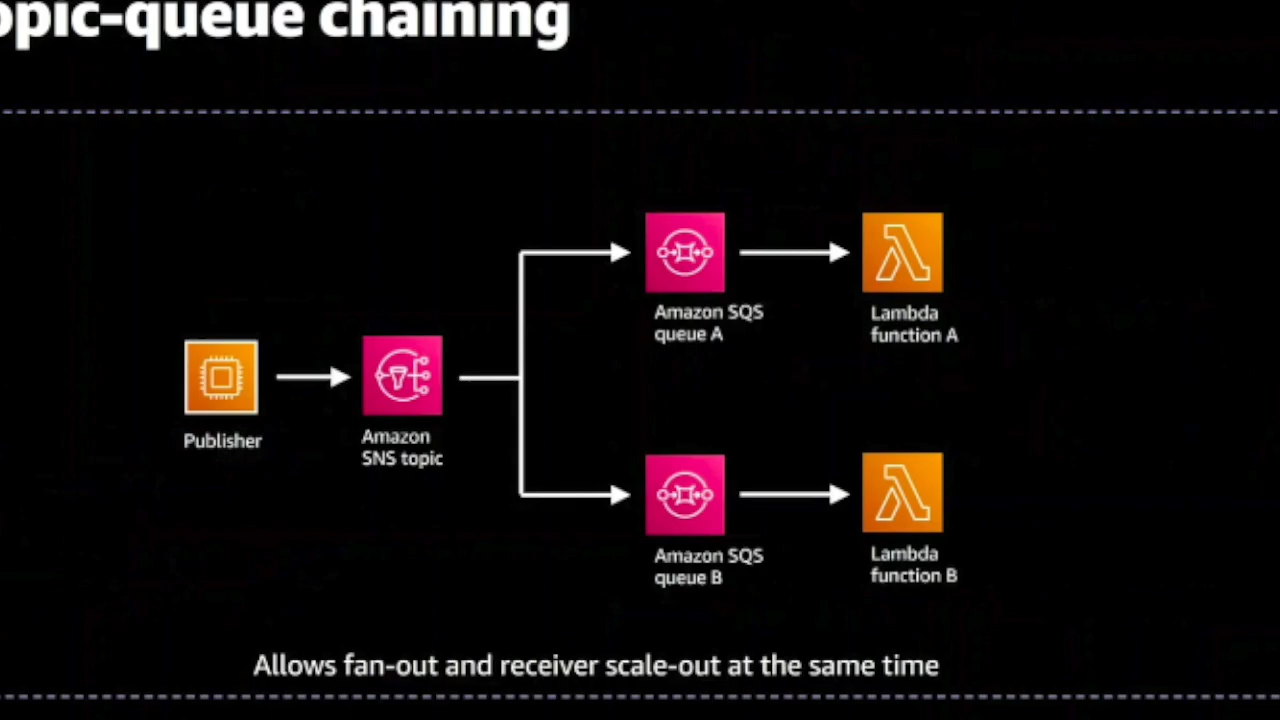 opic-queue chaining
Amazon SQS
queue A
Lambda
function A
Publisher
Amazon
SNS topic
Amazon SQS
queue B
Lambda
function B
Allows fan-out and receiver scale-out at the same time